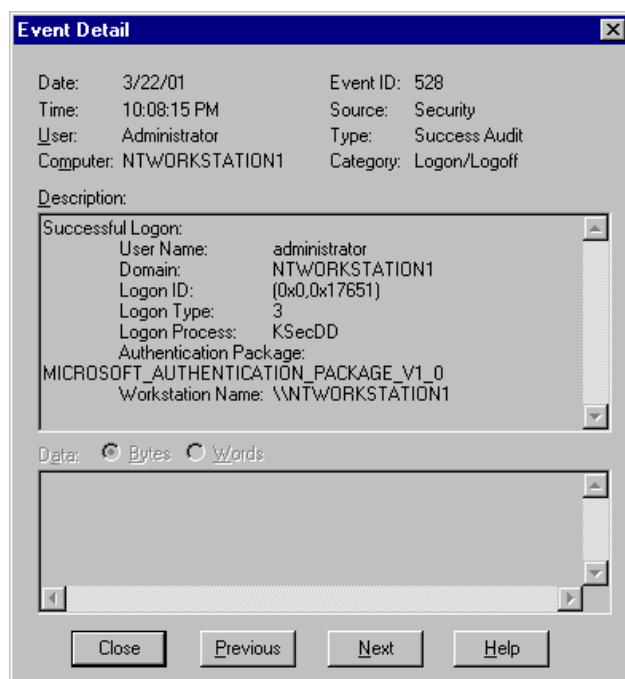 Event Detail
Date: 3/22/01 Event ID: 528
Time: 10:08:15 PM Source: Security
User: Administrator Type: Success Audit
Computer: NTWORKSTATION1 Category: Logon/Logoff
Description:
Successful Logon:
User Name: administrator
Domain: NTWORKSTATION1
Logon ID: (0x0,0x17651)
Logon Type: 3
Logon Process: KSecDD
Authentication Package:
MICROSOFT_AUTHENTICATION_PACKAGE_V1_0
Workstation Name: \\NTWORKSTATION1
Data: Bytes Words
Close Previous Next Help